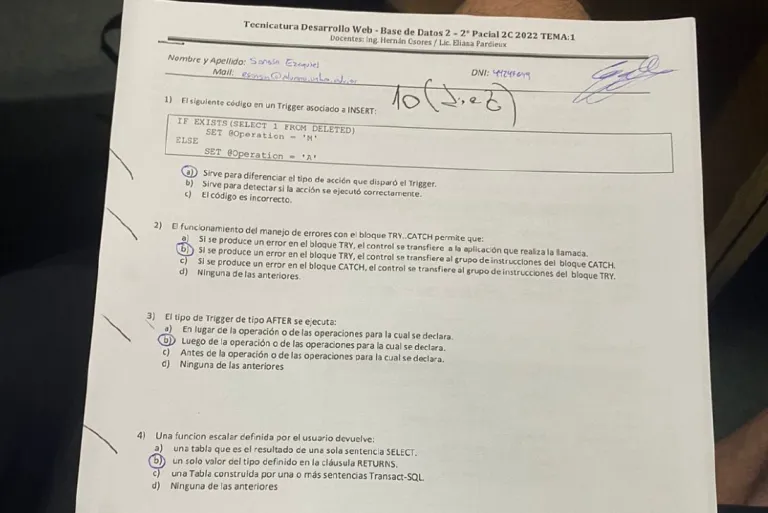 Tecnicatura Desarrollo Web - Base de Datos 2 - 2° Pacial 2C 2022 TEMA:1
Docentes: Ing. Hernán Osores / Lic. Eliasa Pardieux
Nombre y Apellido: Sansin Ezequiel
Mail:
DNI:
10 (Diez)
1) El siguiente código en un Trigger asociado a INSERT:
IF EXISTS(SELECT 1 FROM DELETED)
SET @Operation = 'M'
ELSE
SET @Operation = 'A'
a) Sirve para diferenciar el tipo de acción que disparó el Trigger.
b) Sirve para detectar si la acción se ejecutó correctamente.
c) El código es incorrecto.
2) El funcionamiento del manejo de errores con el bloque TRY..CATCH permite que:
a) Si se produce un error en el bloque TRY, el control se transfiere a la aplicación que realiza la llamaca.
b) Si se produce un error en el bloque TRY, el control se transfiere al grupo de instrucciones del bloque CATCH.
c) Si se produce un error en el bloque CATCH, el control se transfiere al grupo de instrucciones del bloque TRY.
d) Ninguna de las anteriores.
3) El tipo de Trigger de tipo AFTER se ejecuta:
a) En lugar de la operación o de las operaciones para la cual se declara.
b) Luego de la operación o de las operaciones para la cual se declara.
c) Antes de la operación o de las operaciones para la cual se declara.
d) Ninguna de las anteriores
4) Una funcion escalar definida por el usuario devuelve:
a) una tabla que es el resultado de una sola sentencia SELECT.
b) un solo valor del tipo definido en la cláusula RETURNS.
c) una Tabla construída por una o más sentencias Transact-SQL
d) Ninguna de las anteriores